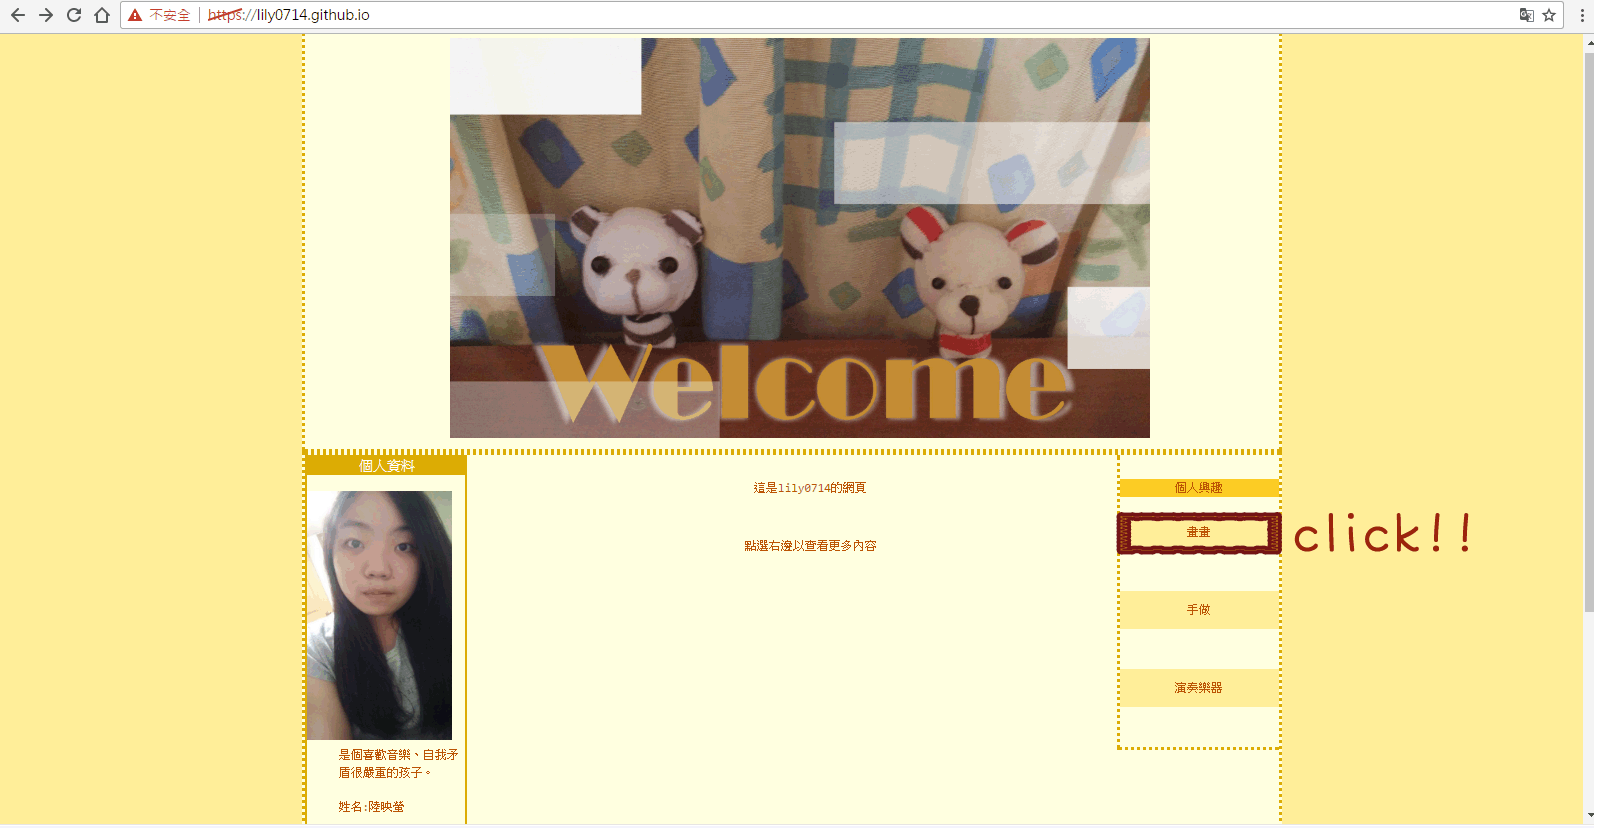 不安全 https://lily0714.github.io
Welcome
個人資料
這是lily0714的網頁
點選右邊以查看更多內容
個人興趣
畫畫
click!!
手做
演奏樂器
是個喜歡音樂、自我矛
盾很嚴重的孩子。
姓名:陸映螢